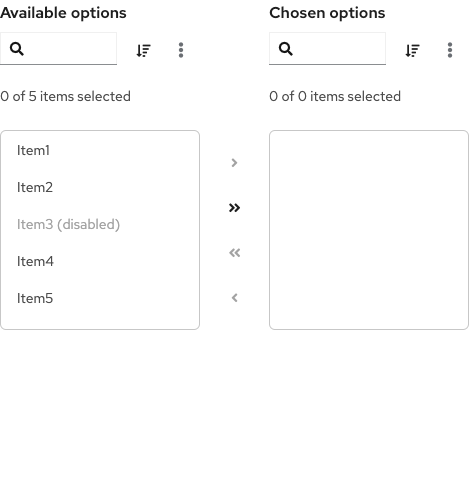 Available options
0 of 5 items selected
Item1
Item2
Item3 (disabled)
Item4
Item5
Chosen options
0 of 0 items selected